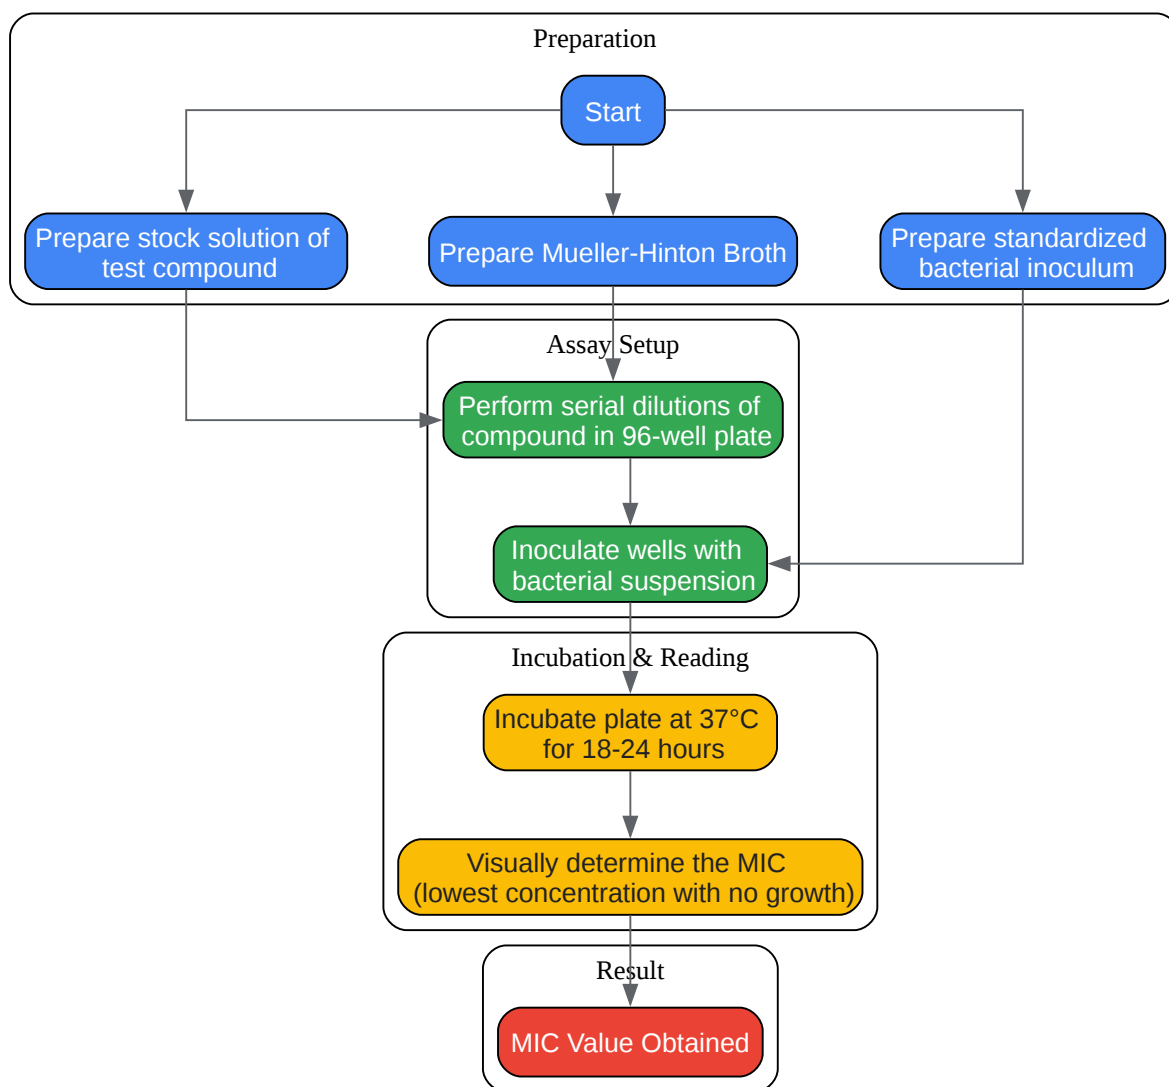 Preparation
Start
Prepare stock solution of
test compound
Prepare Mueller-Hinton Broth
Prepare standardized
bacterial inoculum
Assay Setup
Perform serial dilutions of
compound in 96-well plate
Inoculate wells with
bacterial suspension
Incubation & Reading
Incubate plate at 37°C
for 18-24 hours
Visually determine the MIC
(lowest concentration with no growth)
Result
MIC Value Obtained